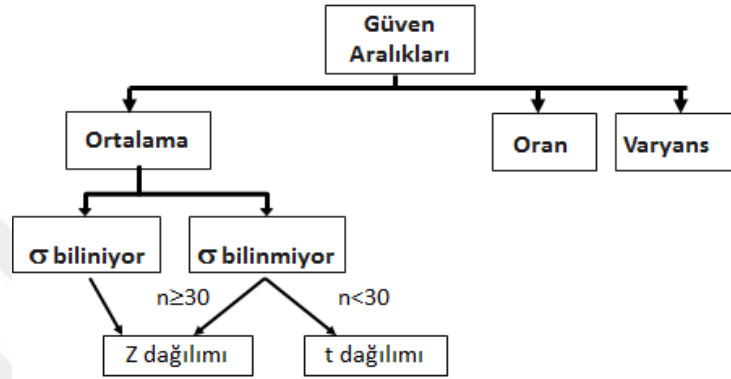 Güven
Aralıkları
Ortalama
Oran
Varyans
σ biliniyor
σ bilinmiyor
n≥30
n<30
Z dağılımı
t dağılımı